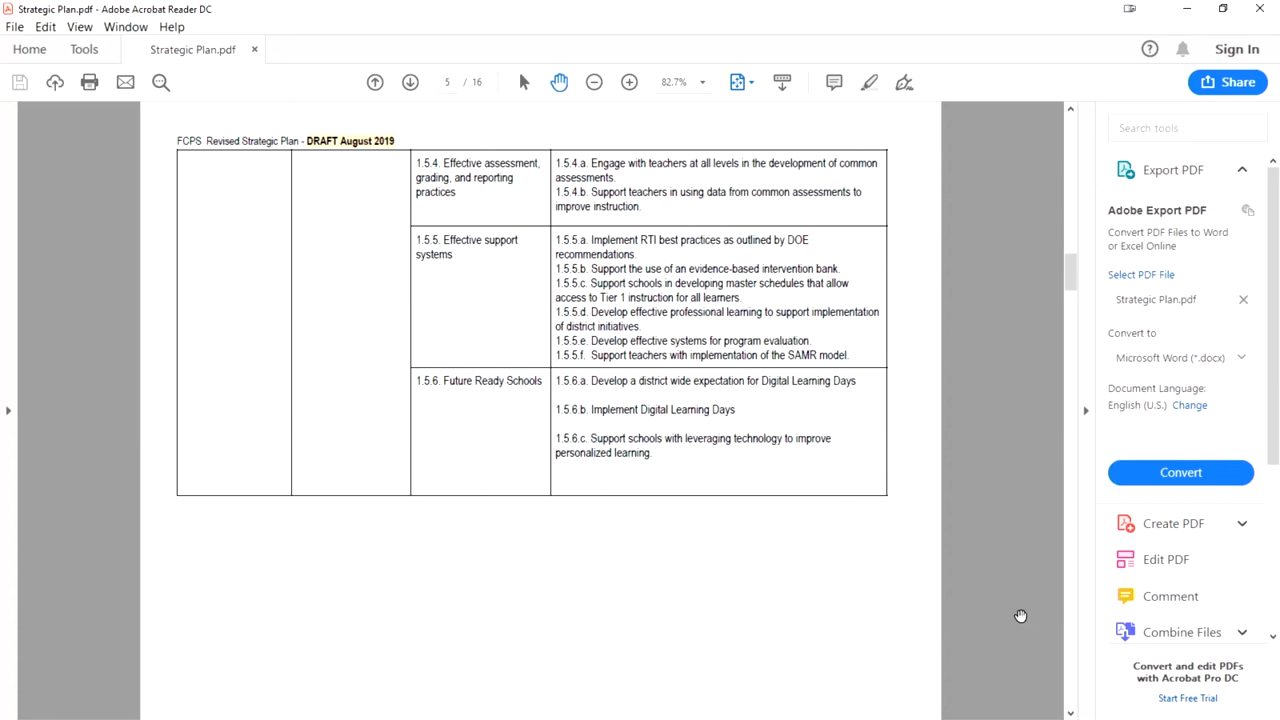 Strategic Plan.pdf - Adobe Acrobat Reader DC
File Edit View Window Help
Home Tools Strategic Plan.pdf × Sign In
5 / 16 82.7% Share
FCPS Revised Strategic Plan - DRAFT August 2019
1.5.4. Effective assessment,
grading, and reporting
practices
1.5.4.a. Engage with teachers at all levels in the development of common
assessments.
1.5.4.b. Support teachers in using data from common assessments to
improve instruction.
1.5.5. Effective support
systems
1.5.5.a. Implement RTI best practices as outlined by DOE
recommendations.
1.5.5.b. Support the use of an evidence-based intervention bank.
1.5.5.c. Support schools in developing master schedules that allow
access to Tier 1 instruction for all learners.
1.5.5.d. Develop effective professional learning to support implementation
of district initiatives.
1.5.5.e. Develop effective systems for program evaluation.
1.5.5.f. Support teachers with implementation of the SAMR model.
1.5.6. Future Ready Schools
1.5.6.a. Develop a district wide expectation for Digital Learning Days
1.5.6.b. Implement Digital Learning Days
1.5.6.c. Support schools with leveraging technology to improve
personalized learning.
Search tools
Export PDF
Adobe Export PDF
Convert PDF Files to Word
or Excel Online
Select PDF File
Strategic Plan.pdf
Convert to
Microsoft Word (*.docx)
Document Language:
English (U.S.) Change
Convert
Create PDF
Edit PDF
Comment
Combine Files
Convert and edit PDFs
with Acrobat Pro DC
Start Free Trial